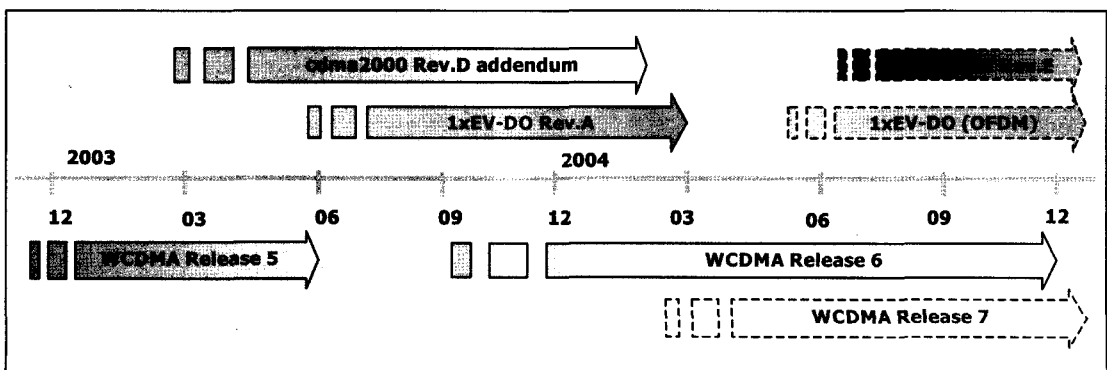 cdma2000 Rev.D addendum
1xEV-DO Rev.A
1xEV-DO (OFDM)
2003
2004
12
03
06
09
12
03
06
09
12
WCDMA Release 5
WCDMA Release 6
WCDMA Release 7